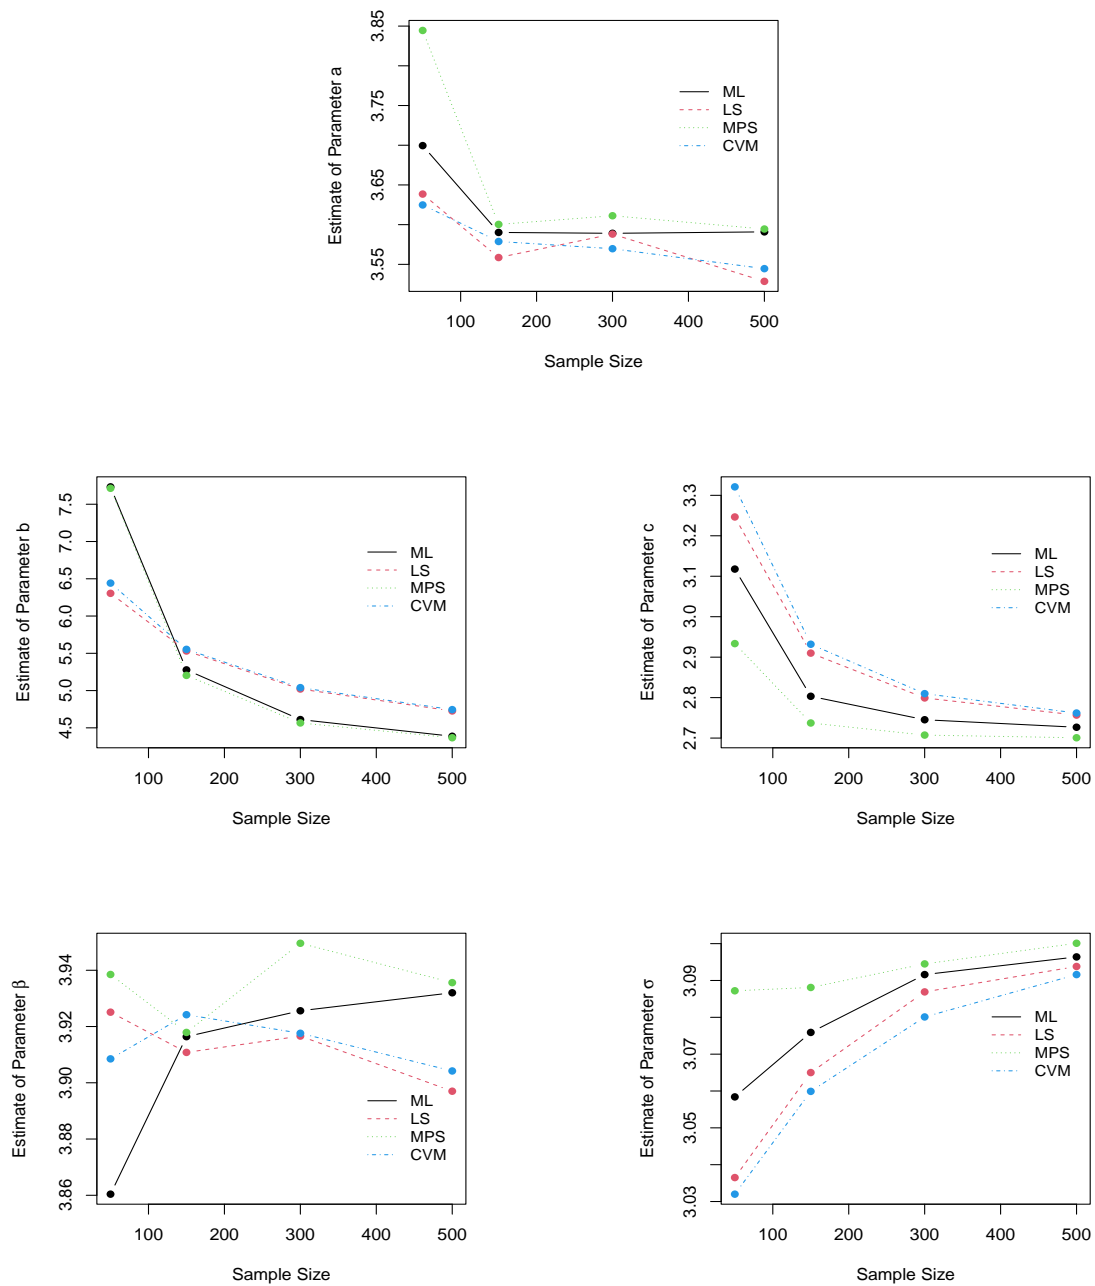 Estimate of Parameter a
3.55 3.65 3.75 3.85
ML
LS
MPS
CVM
100 200 300 400 500
Sample Size
Estimate of Parameter b
4.5 5.0 5.5 6.0 6.5 7.0 7.5
ML
LS
MPS
CVM
100 200 300 400 500
Sample Size
Estimate of Parameter c
2.7 2.8 2.9 3.0 3.1 3.2 3.3
ML
LS
MPS
CVM
100 200 300 400 500
Sample Size
Estimate of Parameter β
3.86 3.88 3.90 3.92 3.94
ML
LS
MPS
CVM
100 200 300 400 500
Sample Size
Estimate of Parameter σ
3.03 3.05 3.07 3.09
ML
LS
MPS
CVM
100 200 300 400 500
Sample Size